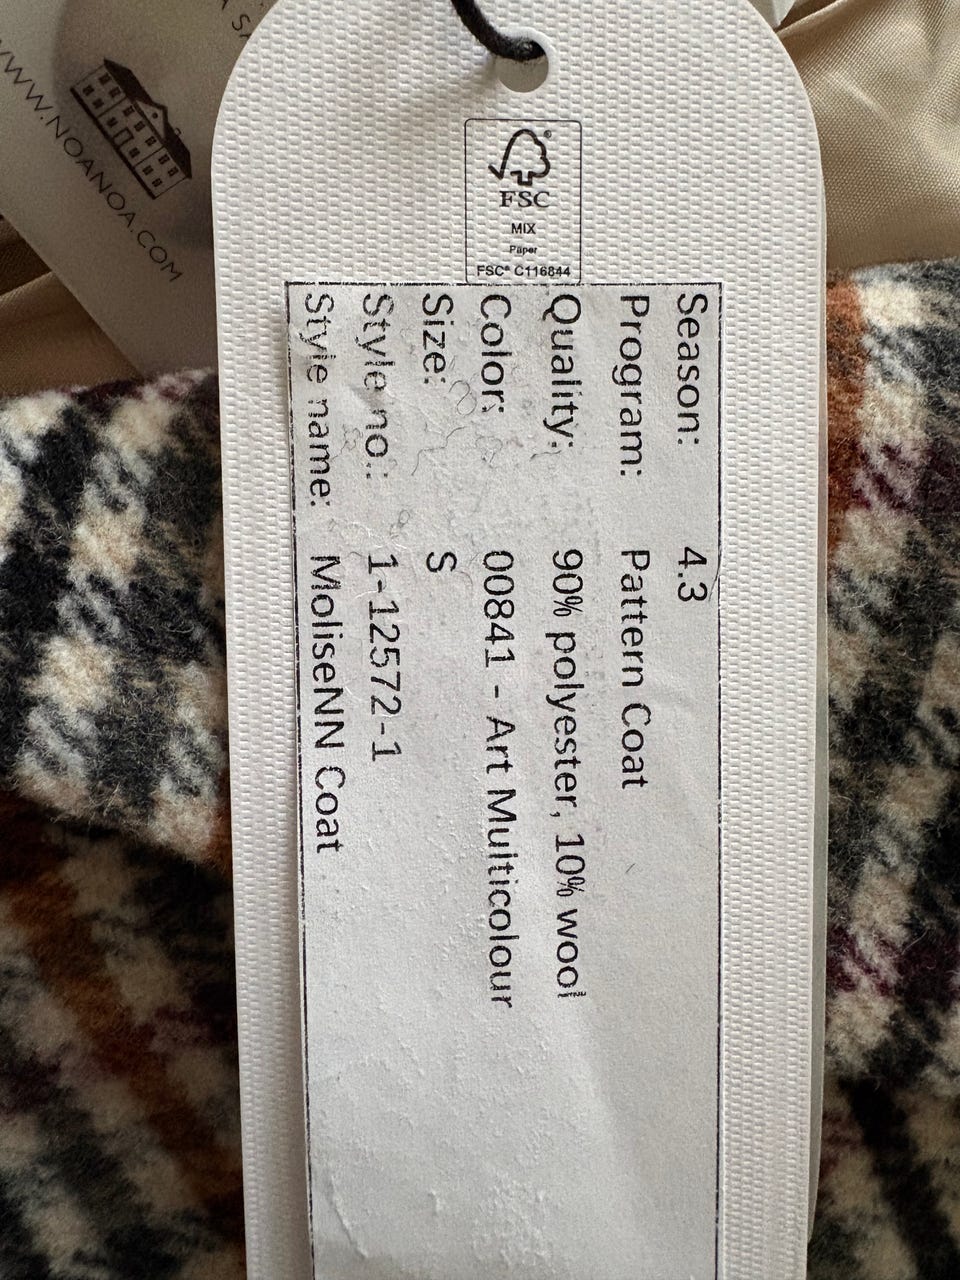 WWW.NOANOA.COM
A SA
FSC
MIX
Paper
FSC® C116844
Season: 4.3
Program: Pattern Coat
Quality: 90% polyester, 10% wool
Color: 00841 - Art Multicolour
Size: S
Style no.: 1-12572-1
Style name: MoliseNN Coat